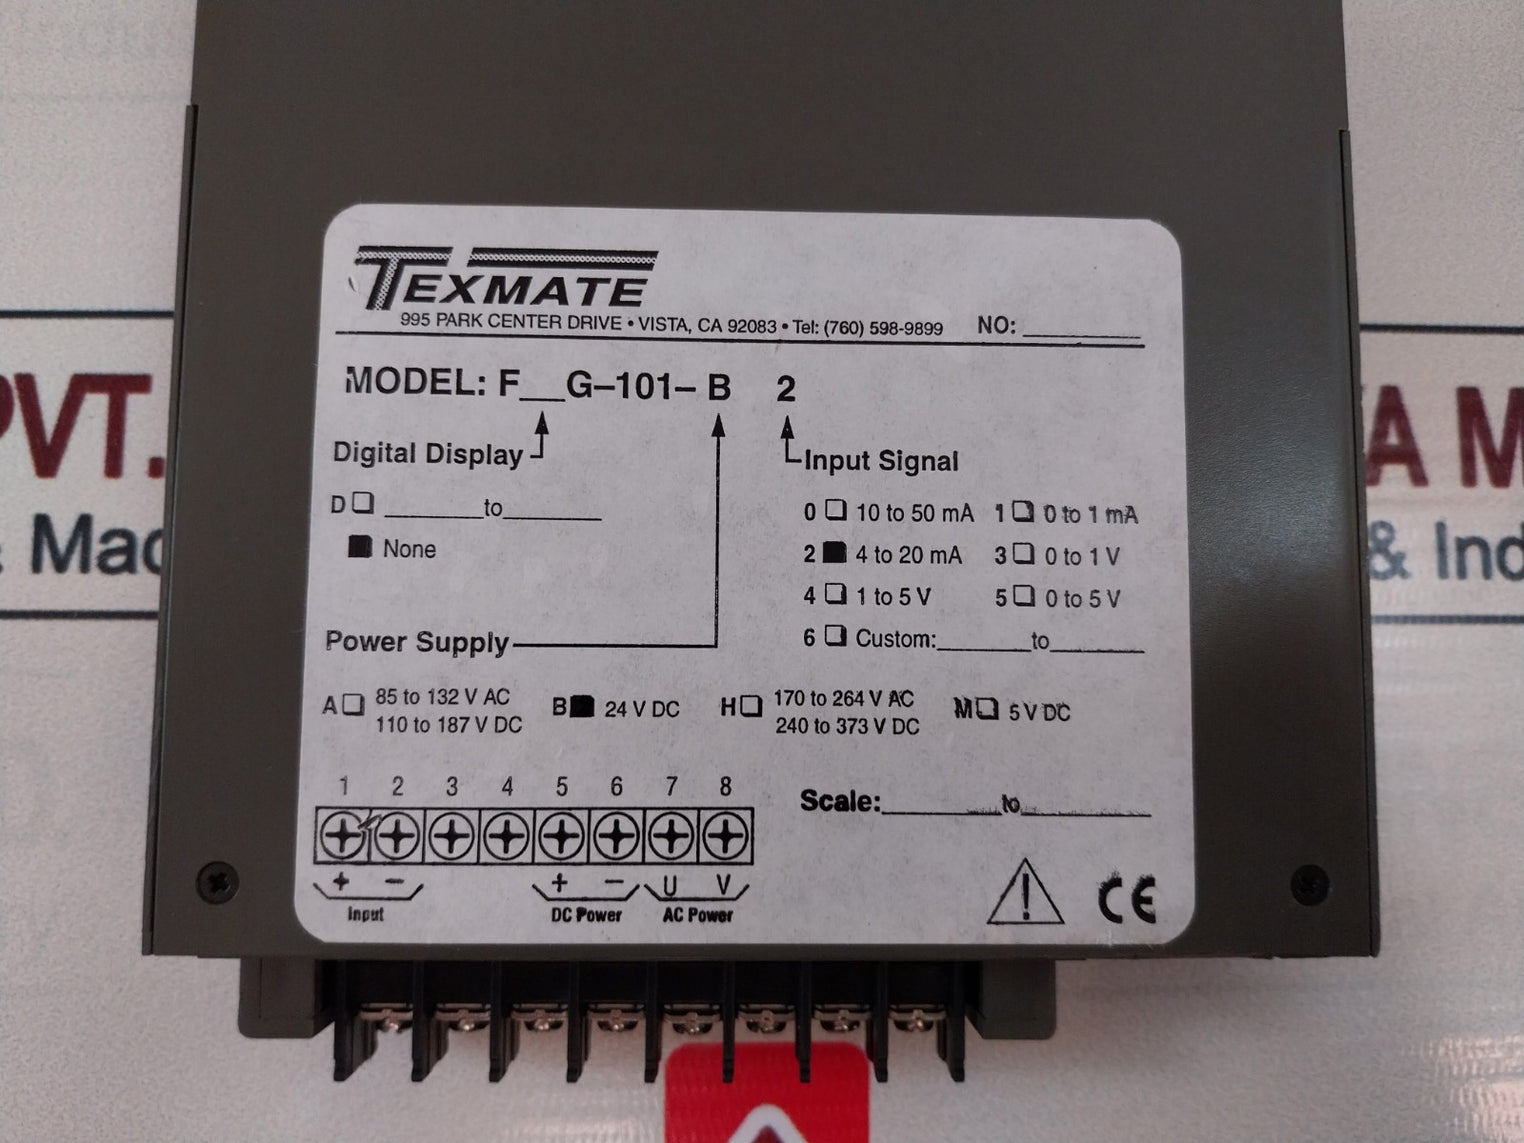 TEXMATE
995 PARK CENTER DRIVE • VISTA, CA 92083 • Tel: (760) 598-9899 NO: ________
MODEL: F__G–101– B 2
Digital Display
Input Signal
D ☐ ________to________
■ None
0 ☐ 10 to 50 mA 1 ☐ 0 to 1 mA
2 ■ 4 to 20 mA 3 ☐ 0 to 1 V
4 ☐ 1 to 5 V 5 ☐ 0 to 5 V
6 ☐ Custom:________to________
Power Supply
A ☐ 85 to 132 V AC
110 to 187 V DC
B ■ 24 V DC
H ☐ 170 to 264 V AC
240 to 373 V DC
M ☐ 5 V DC
1 2 3 4 5 6 7 8
Scale:________to________
+ − + − U V
Input DC Power AC Power
! CE
PVT.
& Mac
A M
& Ind